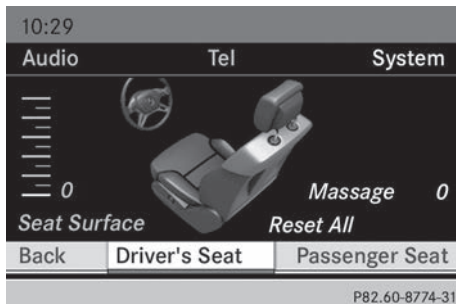 10:29
Audio Tel System
0 Massage 0
Seat Surface Reset All
Back Driver's Seat Passenger Seat
P82.60-8774-31